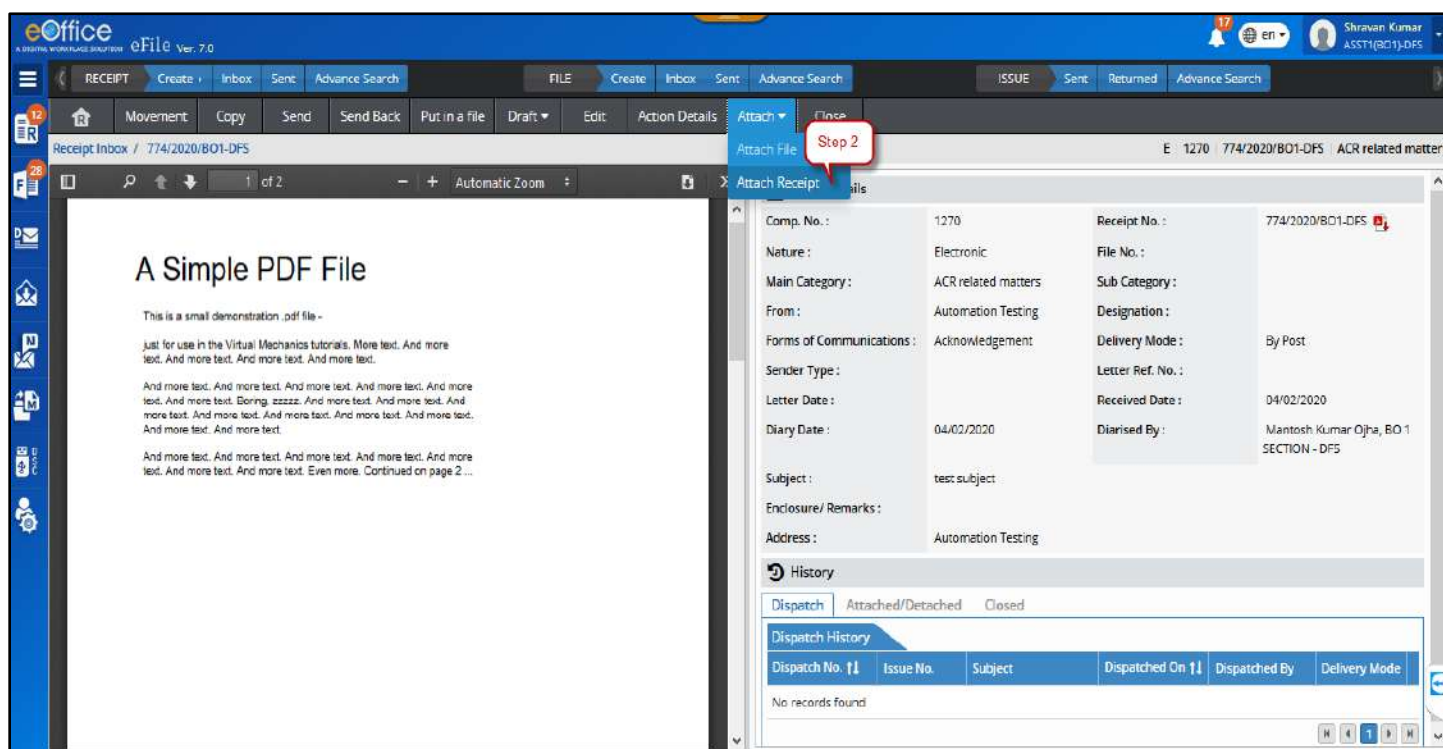 eOffice
A DIGITAL WORKPLACE SOLUTION eFile Ver. 7.0
17
en
Shravan Kumar
ASST1(BO1)-DFS
RECEIPT Create Inbox Sent Advance Search FILE Create Inbox Sent Advance Search ISSUE Sent Returned Advance Search
12
R
R Movement Copy Send Send Back Put in a file Draft Edit Action Details Attach Close
Attach File
Step 2
Attach Receipt
Receipt Inbox / 774/2020/BO1-DFS
E 1270 774/2020/BO1-DFS ACR related matters
28
F
1 of 2 − + Automatic Zoom
ails
D
N
M
D
S
C
A Simple PDF File
This is a small demonstration .pdf file -
just for use in the Virtual Mechanics tutorials. More text. And more
text. And more text. And more text. And more text.
And more text. And more text. And more text. And more text. And more
text. And more text. Boring, zzzzz. And more text. And more text. And
more text. And more text. And more text. And more text. And more text.
And more text. And more text.
And more text. And more text. And more text. And more text. And more
text. And more text. And more text. Even more. Continued on page 2 ...
Comp. No. : 1270 Receipt No. : 774/2020/BO1-DFS
Nature : Electronic File No. :
Main Category : ACR related matters Sub Category :
From : Automation Testing Designation :
Forms of Communications : Acknowledgement Delivery Mode : By Post
Sender Type : Letter Ref. No. :
Letter Date : Received Date : 04/02/2020
Diary Date : 04/02/2020 Diarised By : Mantosh Kumar Ojha, BO 1
SECTION - DFS
Subject : test subject
Enclosure/ Remarks :
Address : Automation Testing
History
Dispatch Attached/Detached Closed
Dispatch History
Dispatch No. Issue No. Subject Dispatched On Dispatched By Delivery Mode
No records found
1